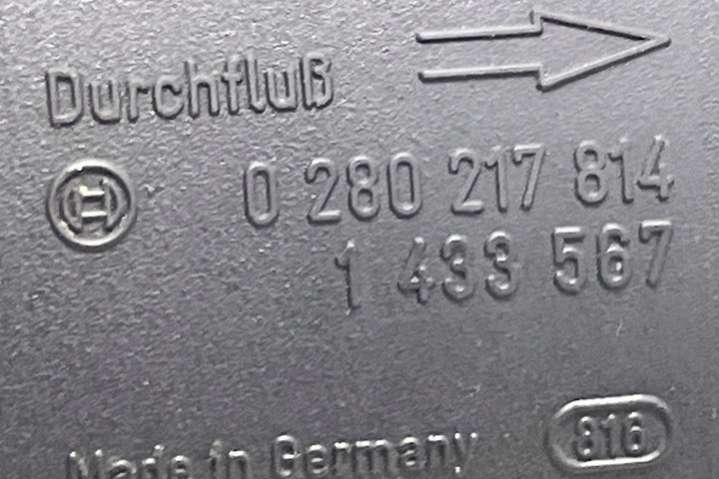 Durchfluß
0 280 217 814
1 433 567
Made in Germany
816